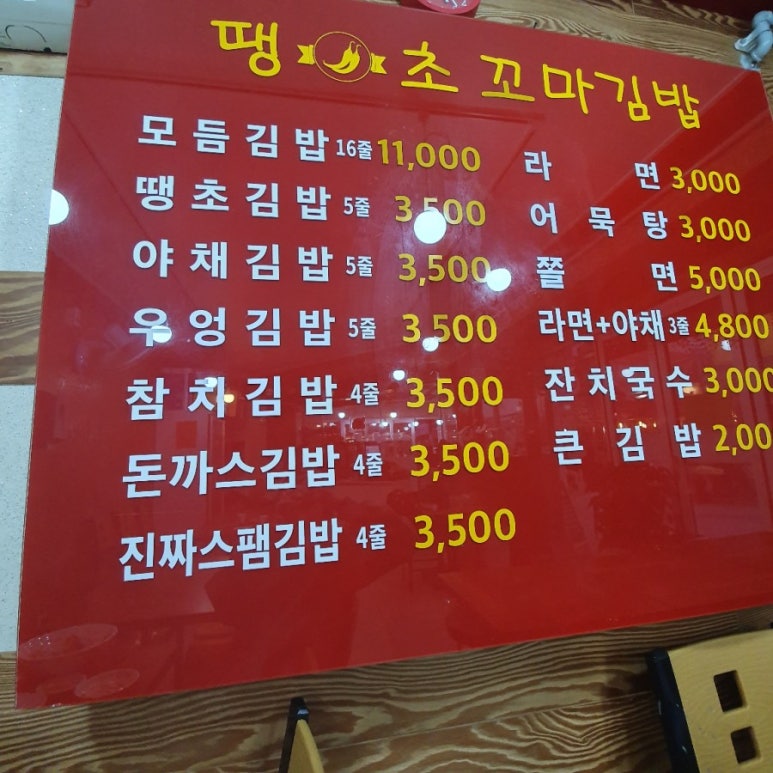 땡초꼬마김밥
모듬김밥 16줄 11,000
땡초김밥 5줄 3,500
야채김밥 5줄 3,500
우엉김밥 5줄 3,500
참치김밥 4줄 3,500
돈까스김밥 4줄 3,500
진짜스팸김밥 4줄 3,500
라면 3,000
어묵탕 3,000
쫄면 5,000
라면+야채 3줄 4,800
잔치국수 3,000
큰김밥 2,00